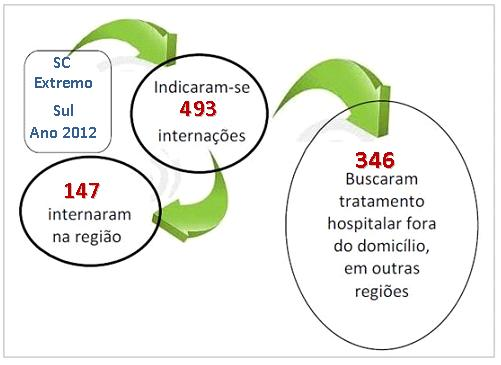 SC
Extremo
Sul
Ano 2012
Indicaram-se
493
internações
147
internaram
na região
346
Buscaram
tratamento
hospitalar fora
do domicílio,
em outras
regiões